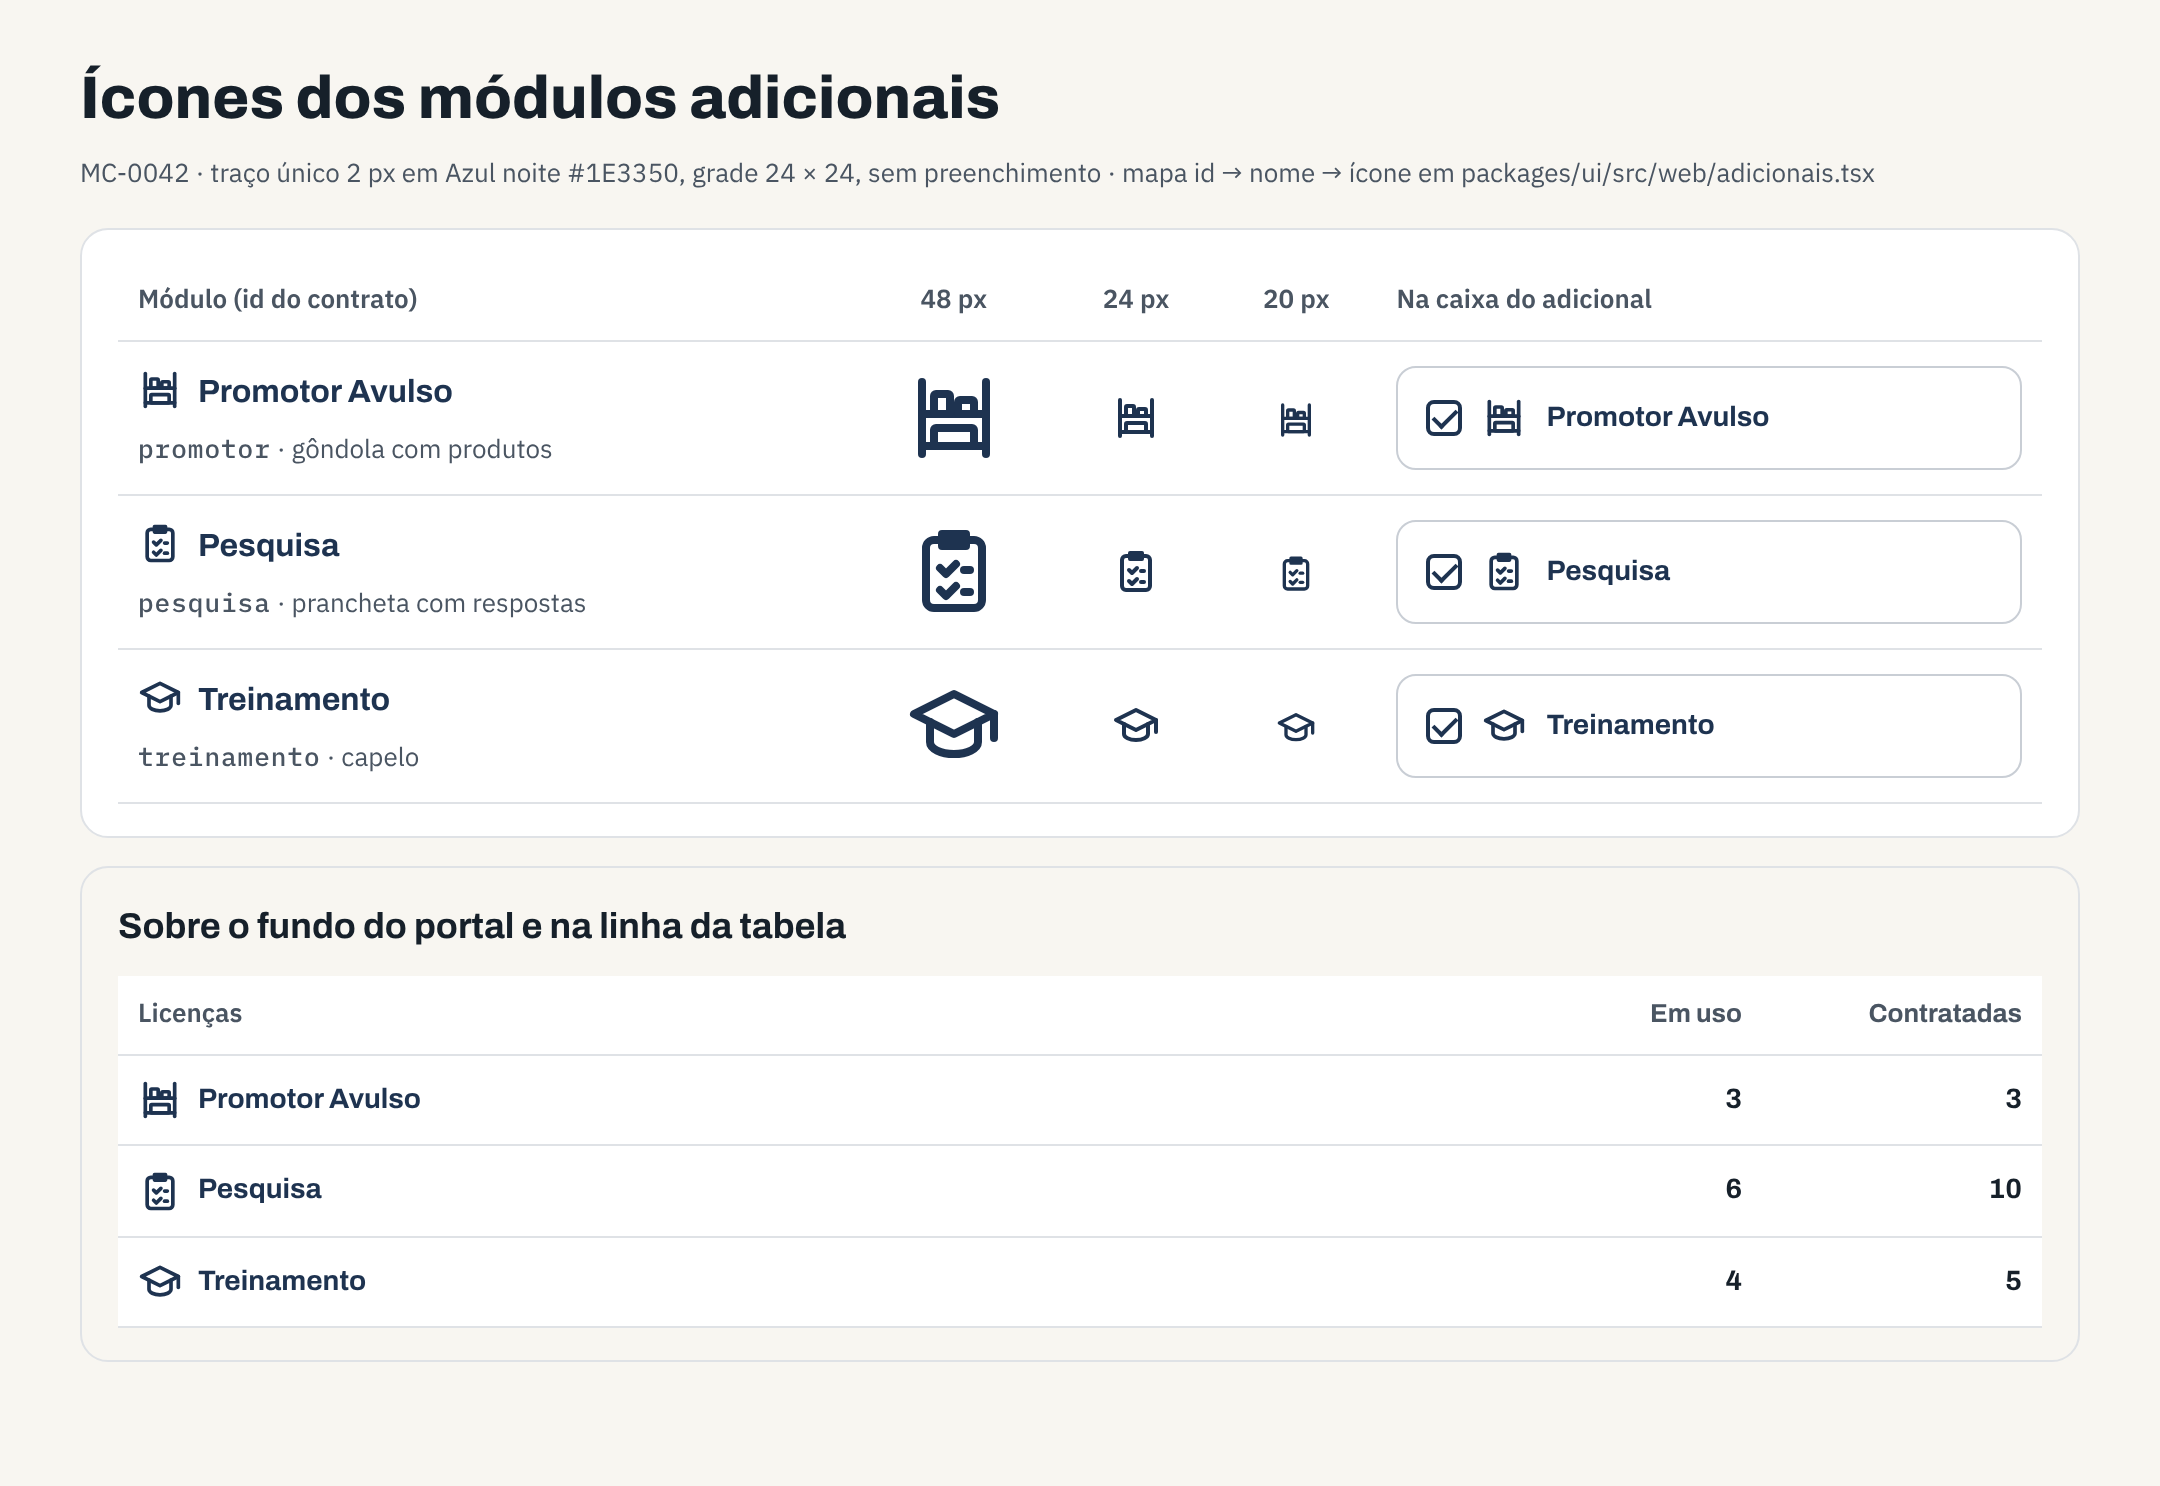 Ícones dos módulos adicionais
MC-0042 · traço único 2 px em Azul noite #1E3350, grade 24 × 24, sem preenchimento · mapa id → nome → ícone em packages/ui/src/web/adicionais.tsx
Módulo (id do contrato) 48 px 24 px 20 px Na caixa do adicional
Promotor Avulso
promotor · gôndola com produtos
Promotor Avulso
Pesquisa
pesquisa · prancheta com respostas
Pesquisa
Treinamento
treinamento · capelo
Treinamento
Sobre o fundo do portal e na linha da tabela
Licenças Em uso Contratadas
Promotor Avulso 3 3
Pesquisa 6 10
Treinamento 4 5